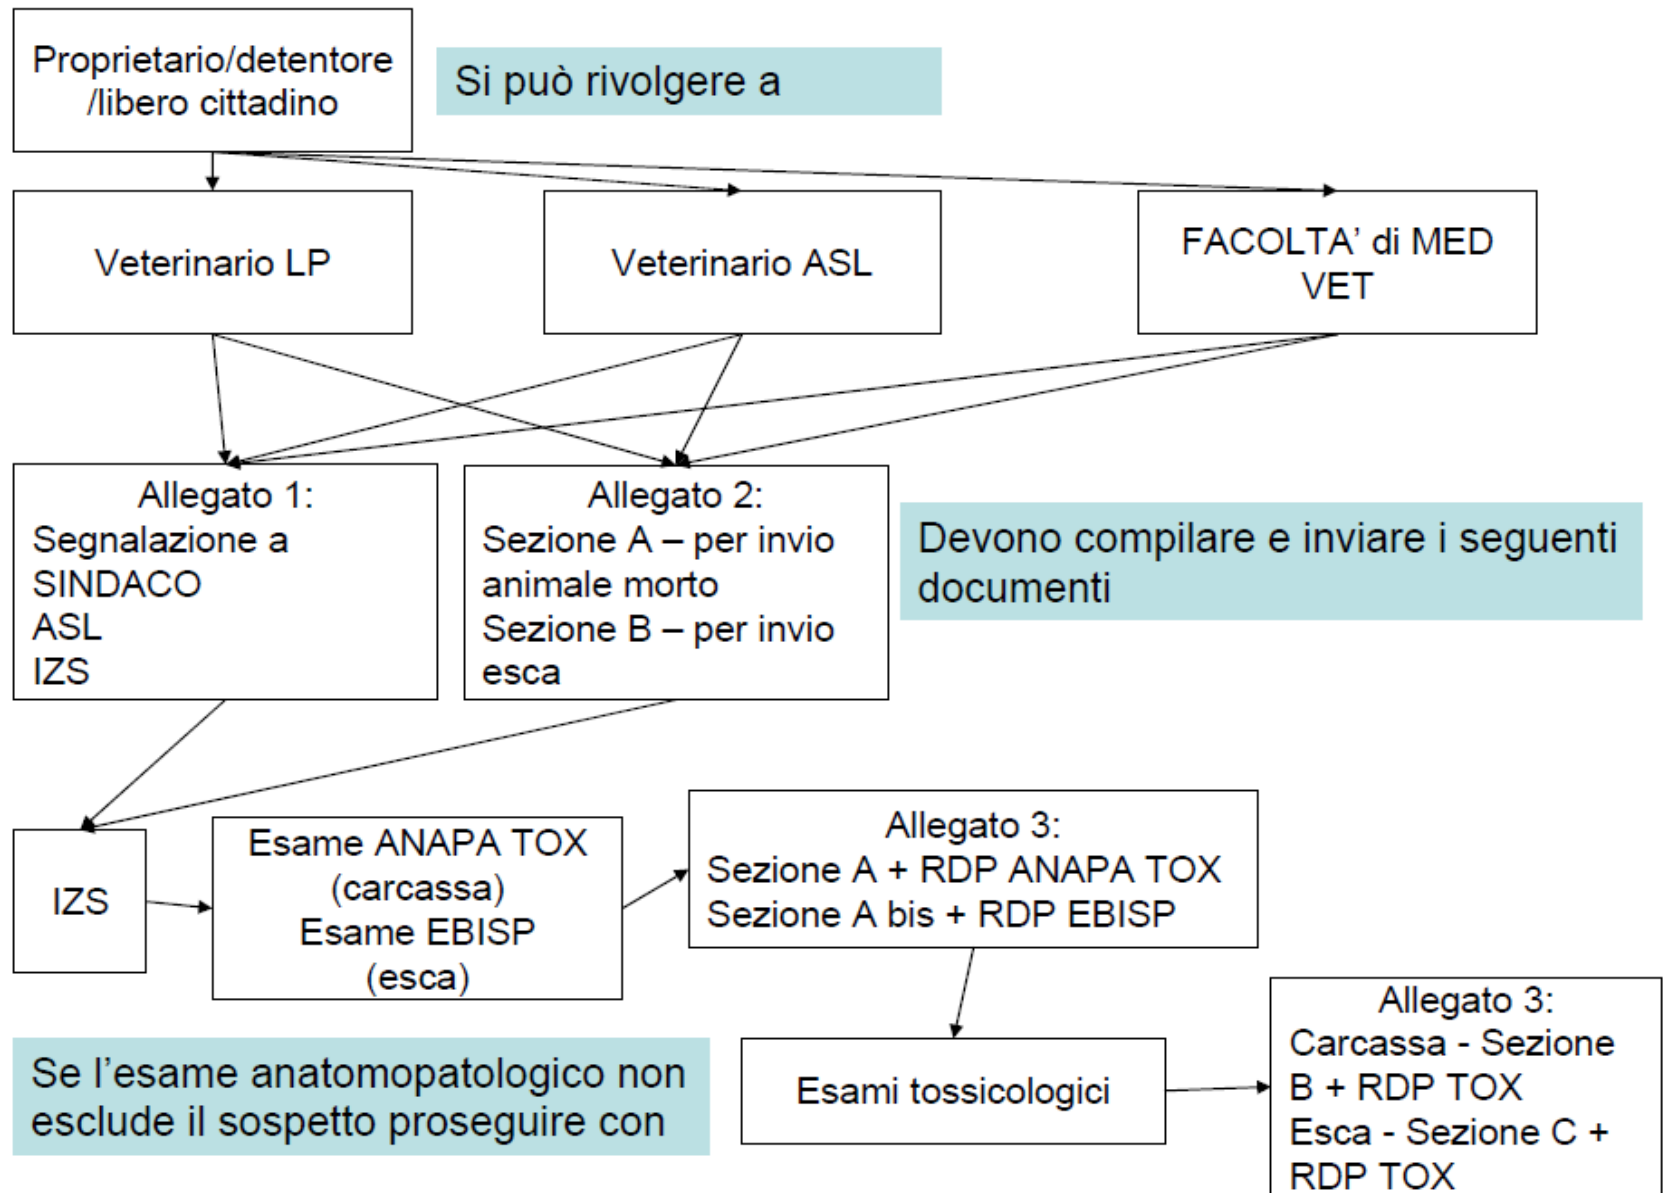 Proprietario/detentore
/libero cittadino
Si può rivolgere a
Veterinario LP
Veterinario ASL
FACOLTA’ di MED
VET
Allegato 1:
Segnalazione a
SINDACO
ASL
IZS
Allegato 2:
Sezione A – per invio
animale morto
Sezione B – per invio
esca
Devono compilare e inviare i seguenti
documenti
IZS
Esame ANAPA TOX
(carcassa)
Esame EBISP
(esca)
Allegato 3:
Sezione A + RDP ANAPA TOX
Sezione A bis + RDP EBISP
Se l’esame anatomopatologico non
esclude il sospetto proseguire con
Esami tossicologici
Allegato 3:
Carcassa - Sezione
B + RDP TOX
Esca - Sezione C +
RDP TOX